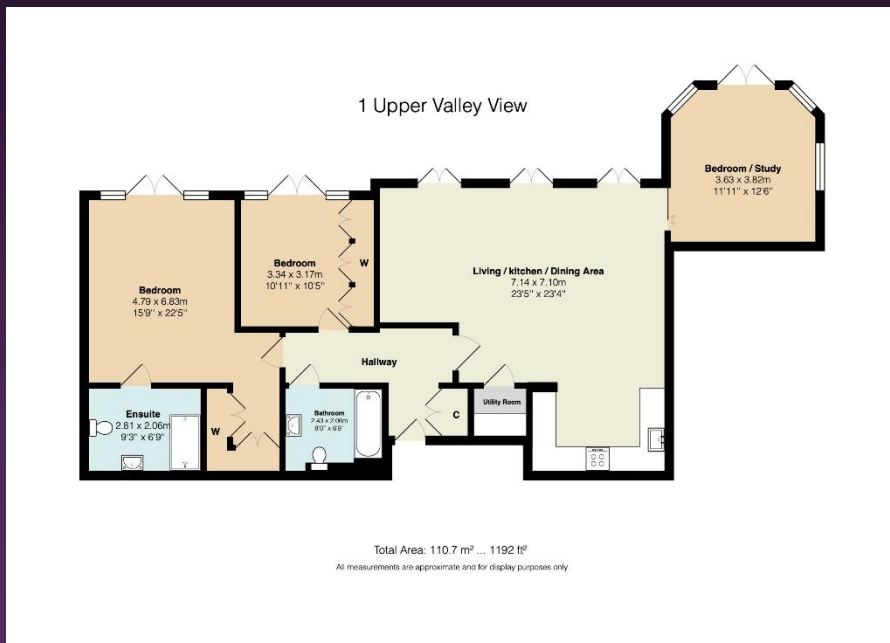 1 Upper Valley View
Bedroom / Study
3.63 x 3.82m
11'11" x 12'6"
Bedroom
3.34 x 3.17m
10'11" x 10'5"
W
Living / kitchen / Dining Area
7.14 x 7.10m
23'5" x 23'4"
Bedroom
4.79 x 6.83m
15'9" x 22'5"
Hallway
Ensuite
2.81 x 2.06m
9'3" x 6'9"
W
Bathroom
2.43 x 2.06m
8'0" x 6'9"
C
Utility Room
Total Area: 110.7 m² ... 1192 ft²
All measurements are approximate and for display purposes only